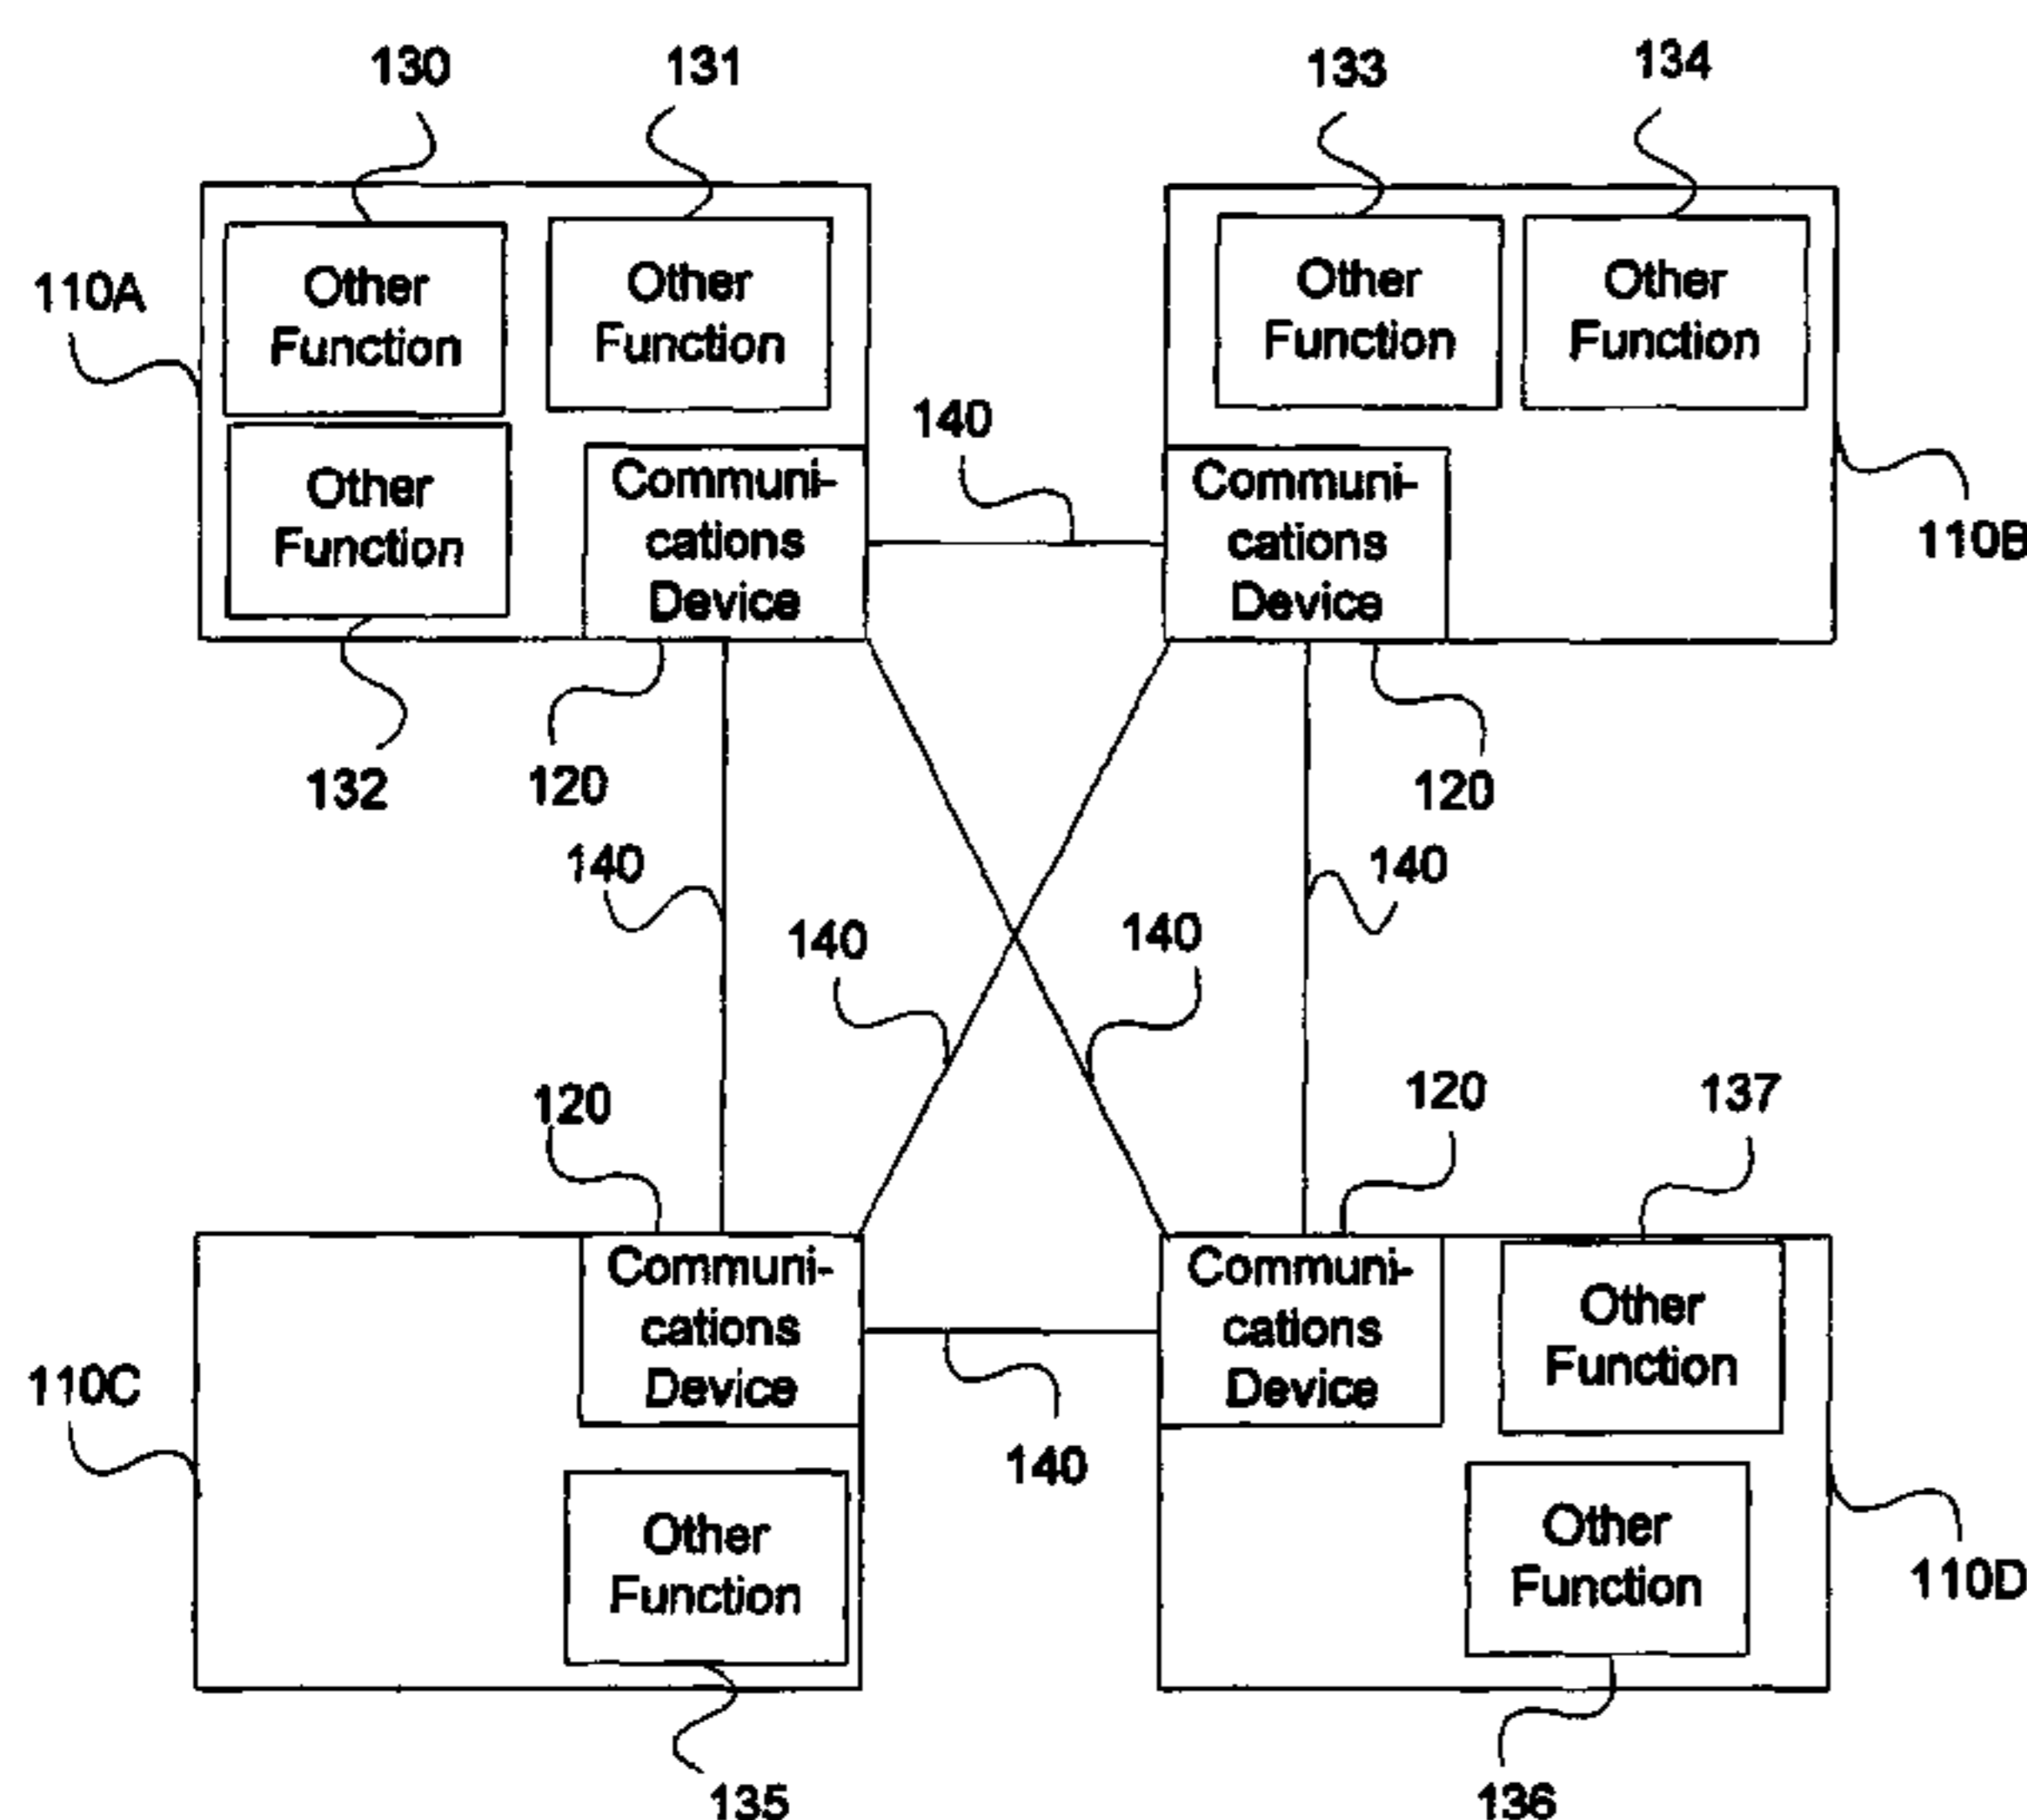 130
131
133
134
110A
Other
Function
Other
Function
Other
Function
Other
Function
140
Other
Function
Communi-
cations
Device
Communi-
cations
Device
110B
132
120
120
140
140
140
140
120
120
137
110C
Communi-
cations
Device
Communi-
cations
Device
Other
Function
140
Other
Function
Other
Function
110D
135
136